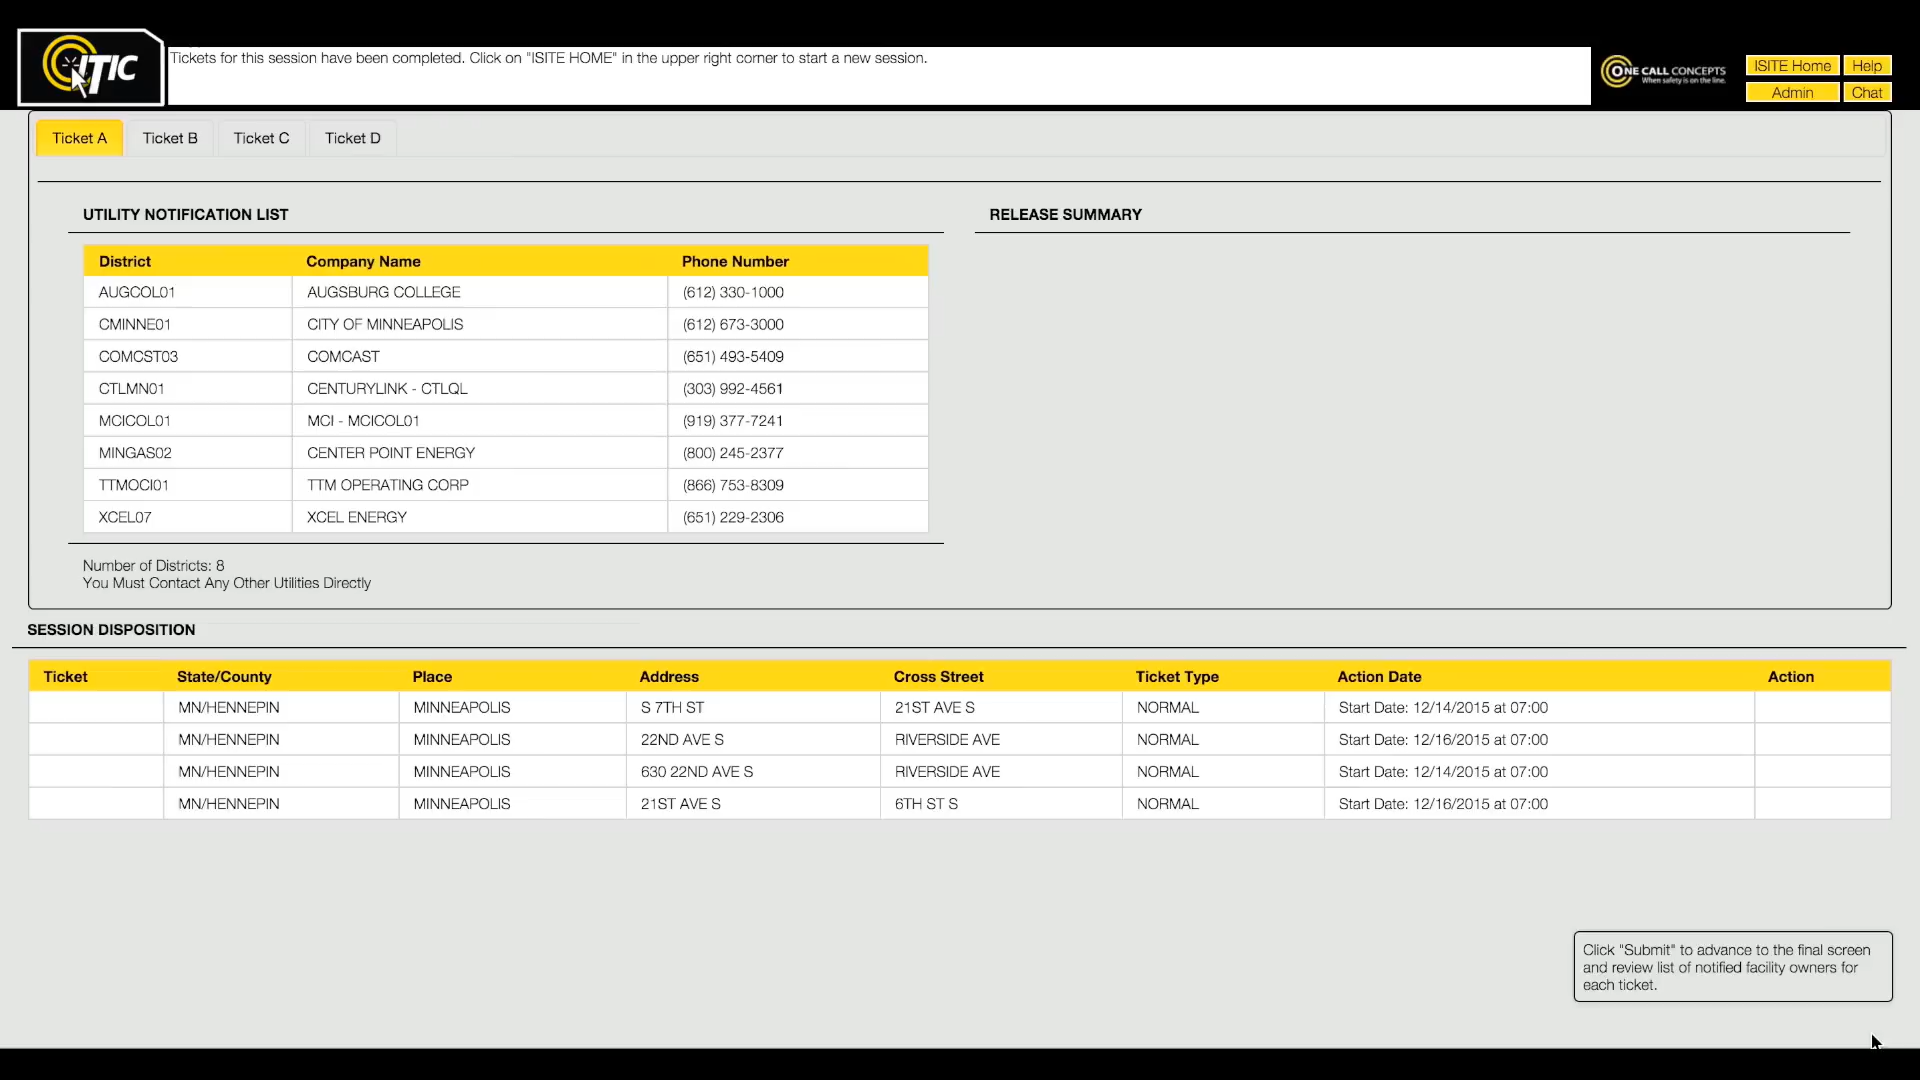 ITIC
Tickets for this session have been completed. Click on "ISITE HOME" in the upper right corner to start a new session.
ONE CALL CONCEPTS
When safety is on the line.
ISITE Home
Help
Admin
Chat
Ticket A
Ticket B
Ticket C
Ticket D
UTILITY NOTIFICATION LIST
District Company Name Phone Number
AUGCOL01 AUGSBURG COLLEGE (612) 330-1000
CMINNE01 CITY OF MINNEAPOLIS (612) 673-3000
COMCST03 COMCAST (651) 493-5409
CTLMN01 CENTURYLINK - CTLQL (303) 992-4561
MCICOL01 MCI - MCICOL01 (919) 377-7241
MINGAS02 CENTER POINT ENERGY (800) 245-2377
TTMOCI01 TTM OPERATING CORP (866) 753-8309
XCEL07 XCEL ENERGY (651) 229-2306
Number of Districts: 8
You Must Contact Any Other Utilities Directly
RELEASE SUMMARY
SESSION DISPOSITION
Ticket State/County Place Address Cross Street Ticket Type Action Date Action
MN/HENNEPIN MINNEAPOLIS S 7TH ST 21ST AVE S NORMAL Start Date: 12/14/2015 at 07:00
MN/HENNEPIN MINNEAPOLIS 22ND AVE S RIVERSIDE AVE NORMAL Start Date: 12/16/2015 at 07:00
MN/HENNEPIN MINNEAPOLIS 630 22ND AVE S RIVERSIDE AVE NORMAL Start Date: 12/14/2015 at 07:00
MN/HENNEPIN MINNEAPOLIS 21ST AVE S 6TH ST S NORMAL Start Date: 12/16/2015 at 07:00
Click "Submit" to advance to the final screen
and review list of notified facility owners for
each ticket.